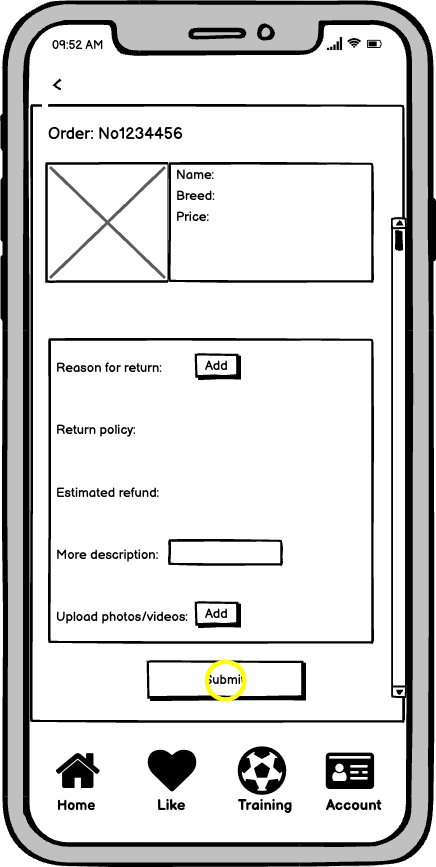 09:52 AM
<
Order: No1234456
Name:
Breed:
Price:
Reason for return: Add
Return policy:
Estimated refund:
More description:
Upload photos/videos: Add
Submit
Home Like Training Account